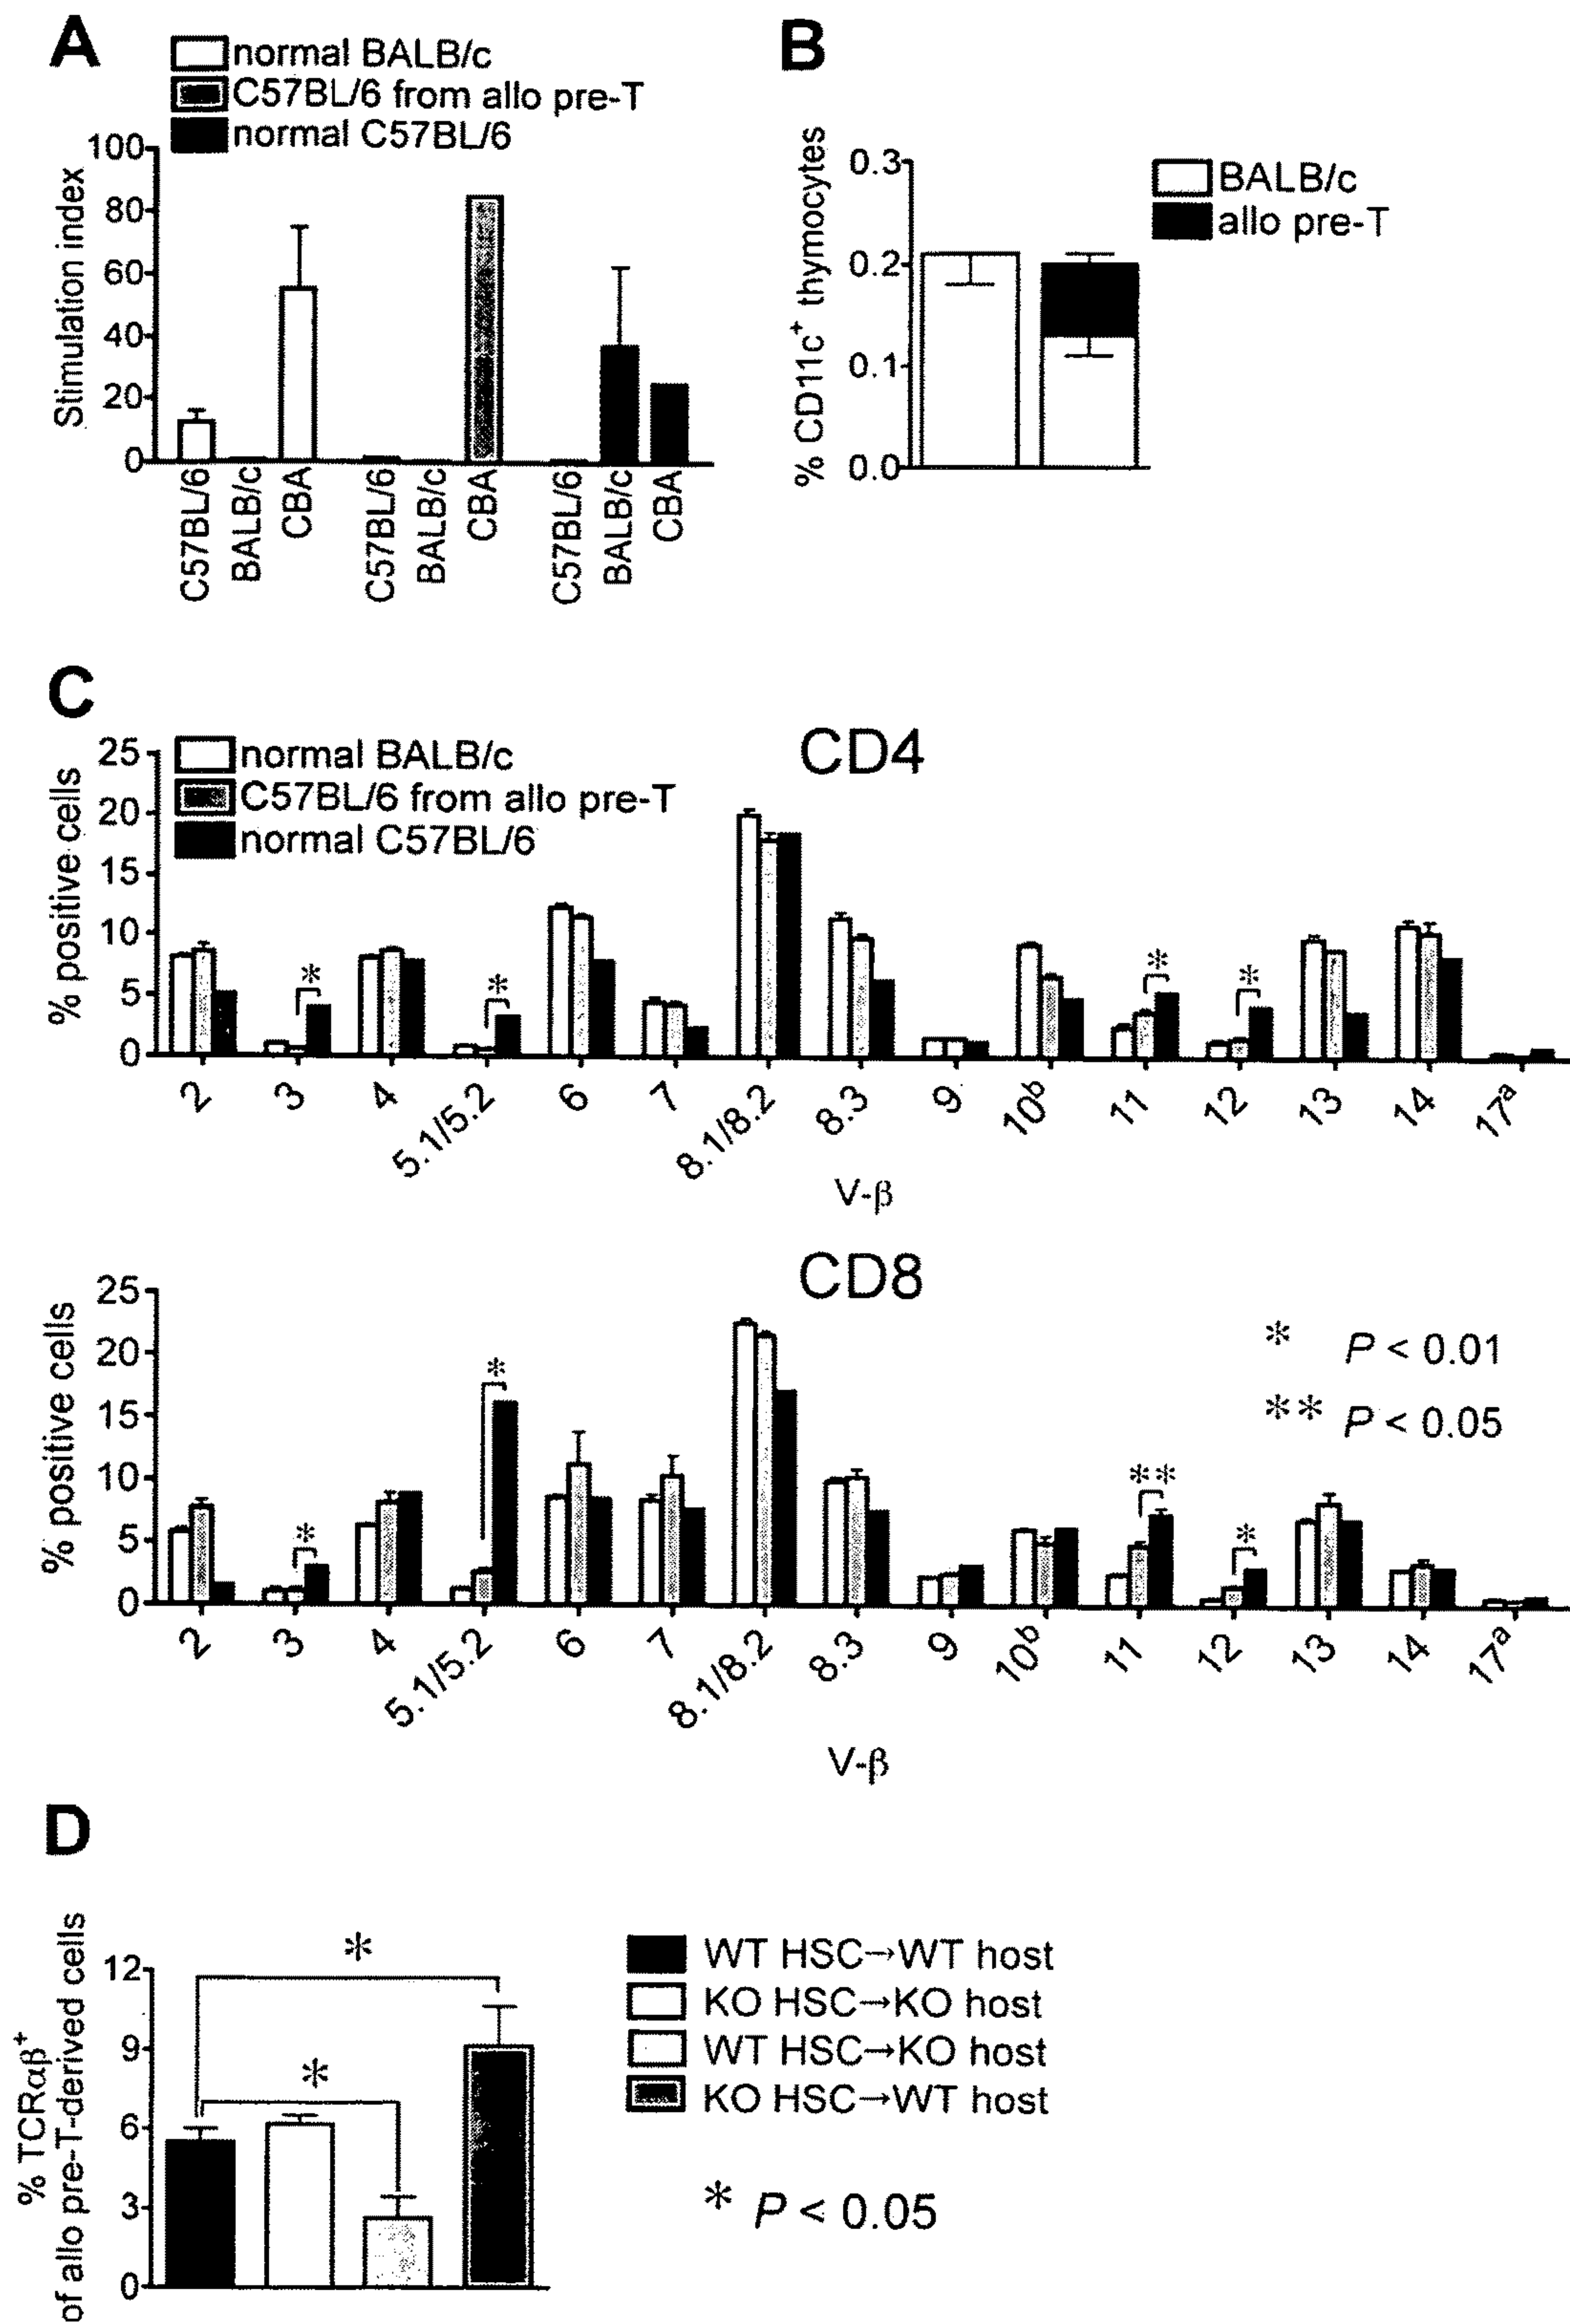 A
normal BALB/c
C57BL/6 from allo pre-T
normal C57BL/6
Stimulation index
100
80
60
40
20
0
C57BL/6
BALB/c
CBA
C57BL/6
BALB/c
CBA
C57BL/6
BALB/c
CBA
B
% CD11c⁺ thymocytes
0.3
0.2
0.1
0.0
BALB/c
allo pre-T
C
CD4
normal BALB/c
C57BL/6 from allo pre-T
normal C57BL/6
% positive cells
25
20
15
10
5
0
* * * *
2 3 4 5.1/5.2 6 7 8.1/8.2 8.3 9 10ᵇ 11 12 13 14 17ᵃ
V-β
CD8
% positive cells
25
20
15
10
5
0
* * ** *
* P < 0.01
** P < 0.05
2 3 4 5.1/5.2 6 7 8.1/8.2 8.3 9 10ᵇ 11 12 13 14 17ᵃ
V-β
D
% TCRαβ⁺
of allo pre-T-derived cells
12
9
6
3
0
*
*
WT HSC→WT host
KO HSC→KO host
WT HSC→KO host
KO HSC→WT host
* P < 0.05